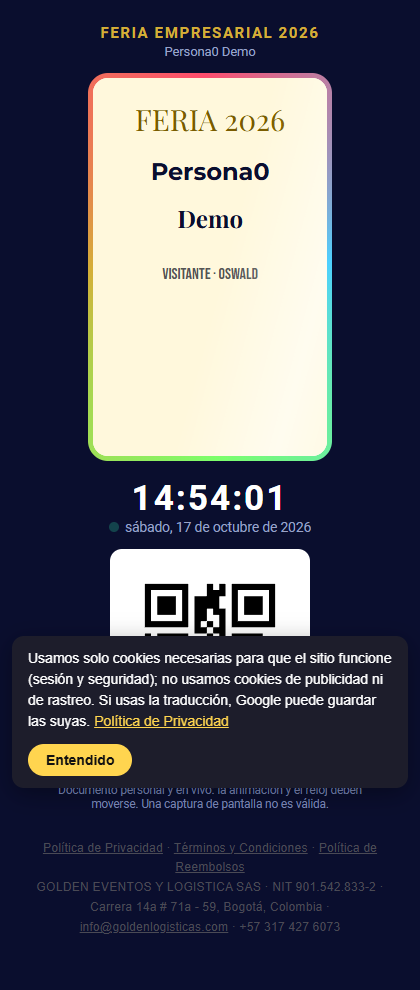 FERIA EMPRESARIAL 2026
Persona0 Demo
FERIA 2026
Persona0
Demo
VISITANTE · OSWALD
14:54:01
sábado, 17 de octubre de 2026
Usamos solo cookies necesarias para que el sitio funcione
(sesión y seguridad); no usamos cookies de publicidad ni
de rastreo. Si usas la traducción, Google puede guardar
las suyas. Política de Privacidad
Entendido
Documento personal y en vivo: la animación y el reloj deben
moverse. Una captura de pantalla no es válida.
Política de Privacidad · Términos y Condiciones · Política de
Reembolsos
GOLDEN EVENTOS Y LOGISTICA SAS · NIT 901.542.833-2 ·
Carrera 14a # 71a - 59, Bogotá, Colombia ·
info@goldenlogisticas.com · +57 317 427 6073